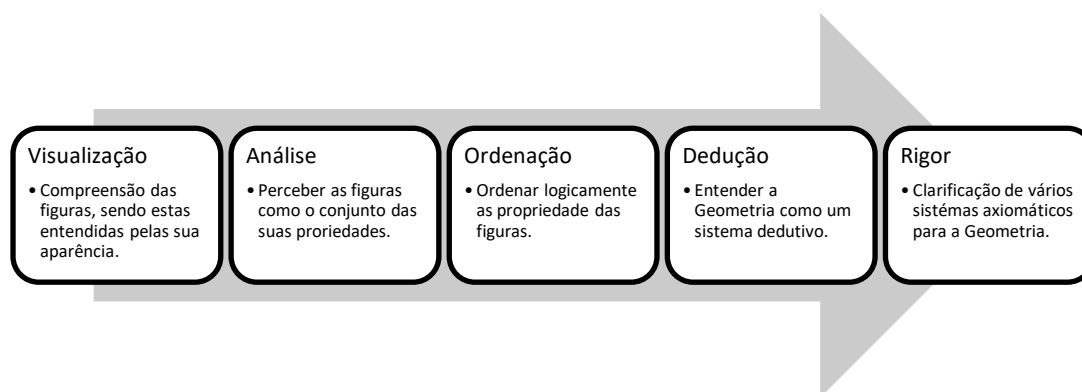 Visualização
• Compreensão das
figuras, sendo estas
entendidas pelas sua
aparência.
Análise
• Perceber as figuras
como o conjunto das
suas proriedades.
Ordenação
• Ordenar logicamente
as propriedade das
figuras.
Dedução
• Entender a
Geometria como um
sistema dedutivo.
Rigor
• Clarificação de vários
sistémas axiomáticos
para a Geometria.